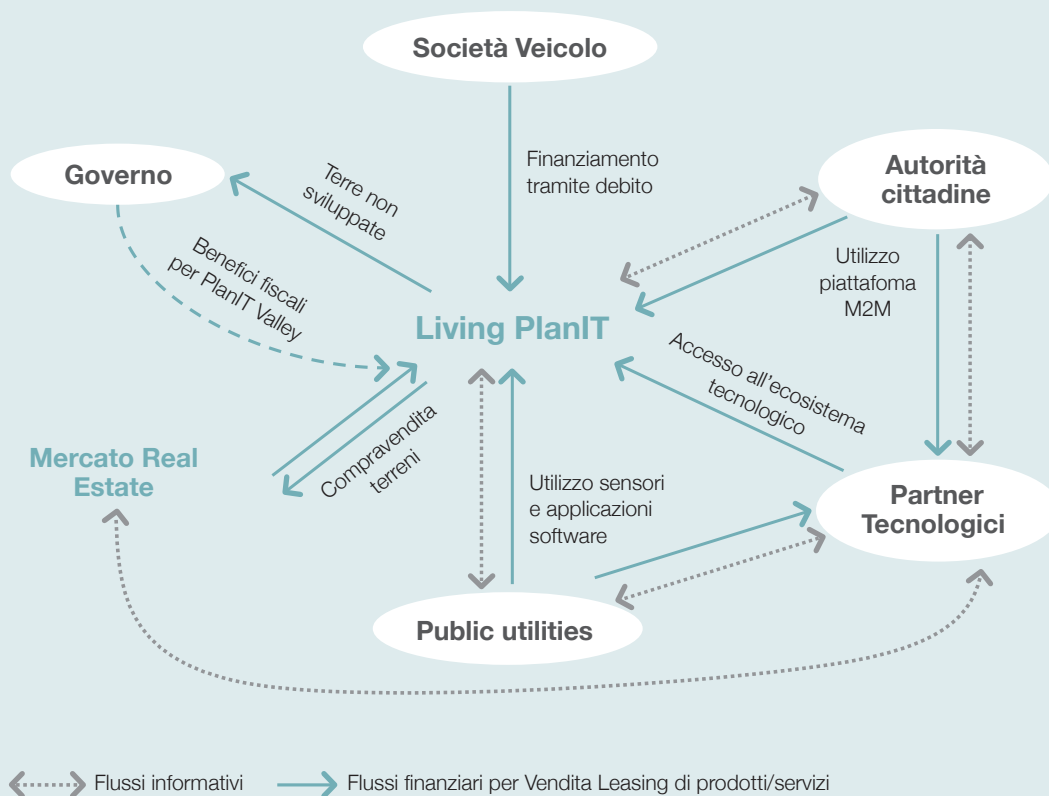 Società Veicolo
Governo
Terre non
sviluppate
Finanziamento
tramite debito
Autorità
cittadine
Benefici fiscali
per PlanIT Valley
Utilizzo
piattafoma
M2M
Living PlanIT
Accesso all'ecosistema
tecnologico
Mercato Real
Estate
Compravendita
terreni
Utilizzo sensori
e applicazioni
software
Partner
Tecnologici
Public utilities
Flussi informativi
Flussi finanziari per Vendita Leasing di prodotti/servizi